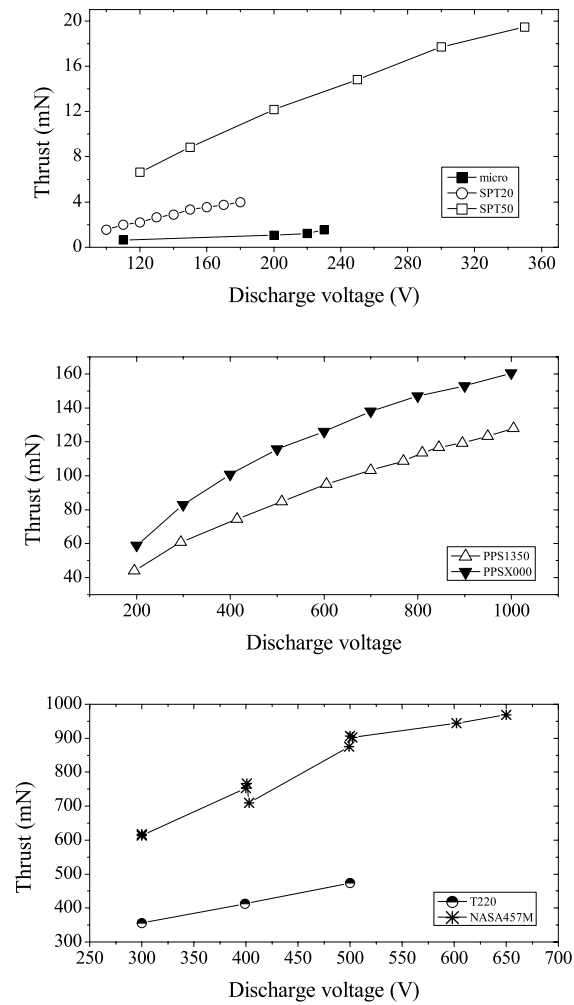 20
16
12
8
4
0
Thrust (mN)
micro
SPT20
SPT50
120 160 200 240 280 320 360
Discharge voltage (V)
160
140
120
100
80
60
40
Thrust (mN)
PPS1350
PPSX000
200 400 600 800 1000
Discharge voltage
1000
900
800
700
600
500
400
300
Thrust (mN)
T220
NASA457M
250 300 350 400 450 500 550 600 650 700
Discharge voltage (V)